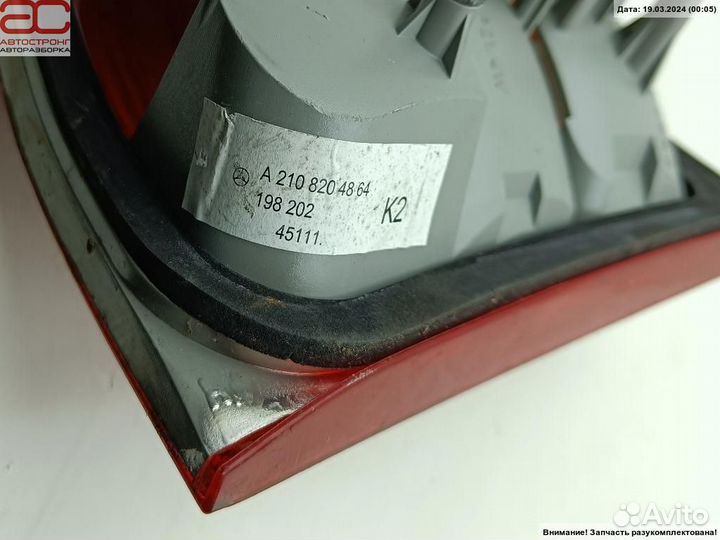 Дата: 19.03.2024 (00:05)
ас
АВТОСТРОНГ
АВТОРАЗБОРКА
A 210 820 48 64
198 202
K2
45111.
Avito
Внимание! Запчасть разукомплектована!